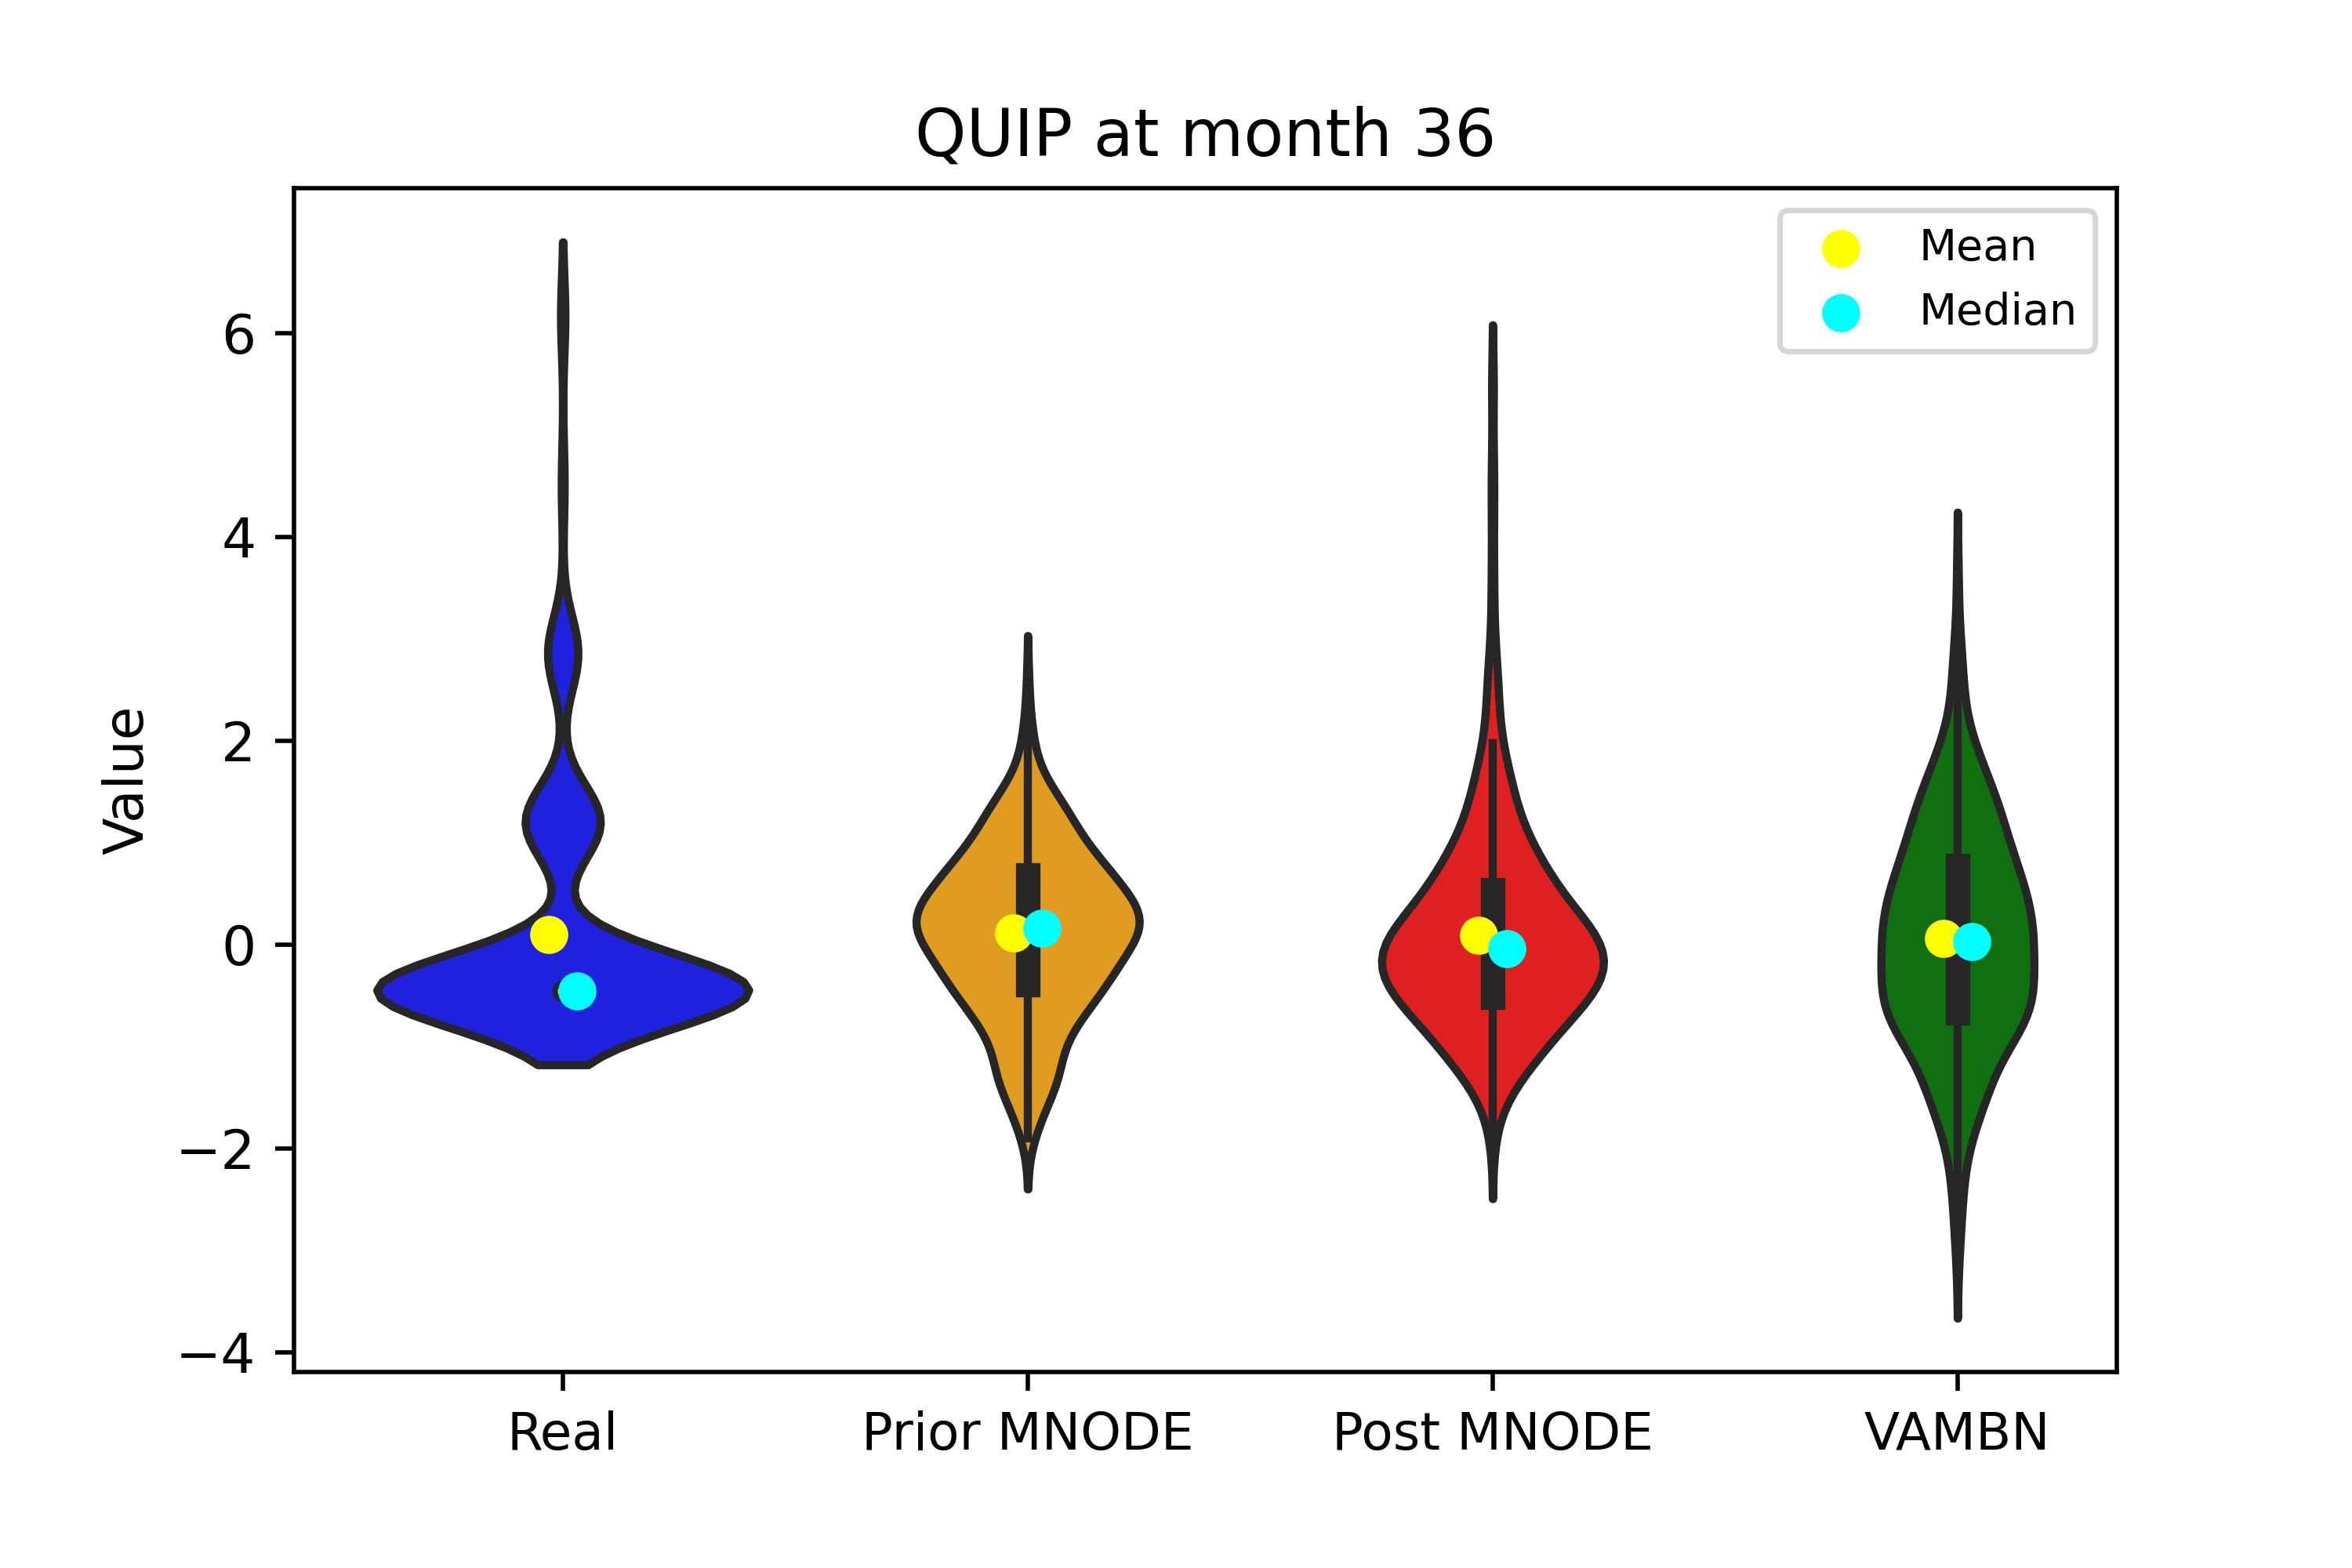 QUIP at month 36
Mean
Median
Value
6
4
2
0
−2
−4
Real
Prior MNODE
Post MNODE
VAMBN